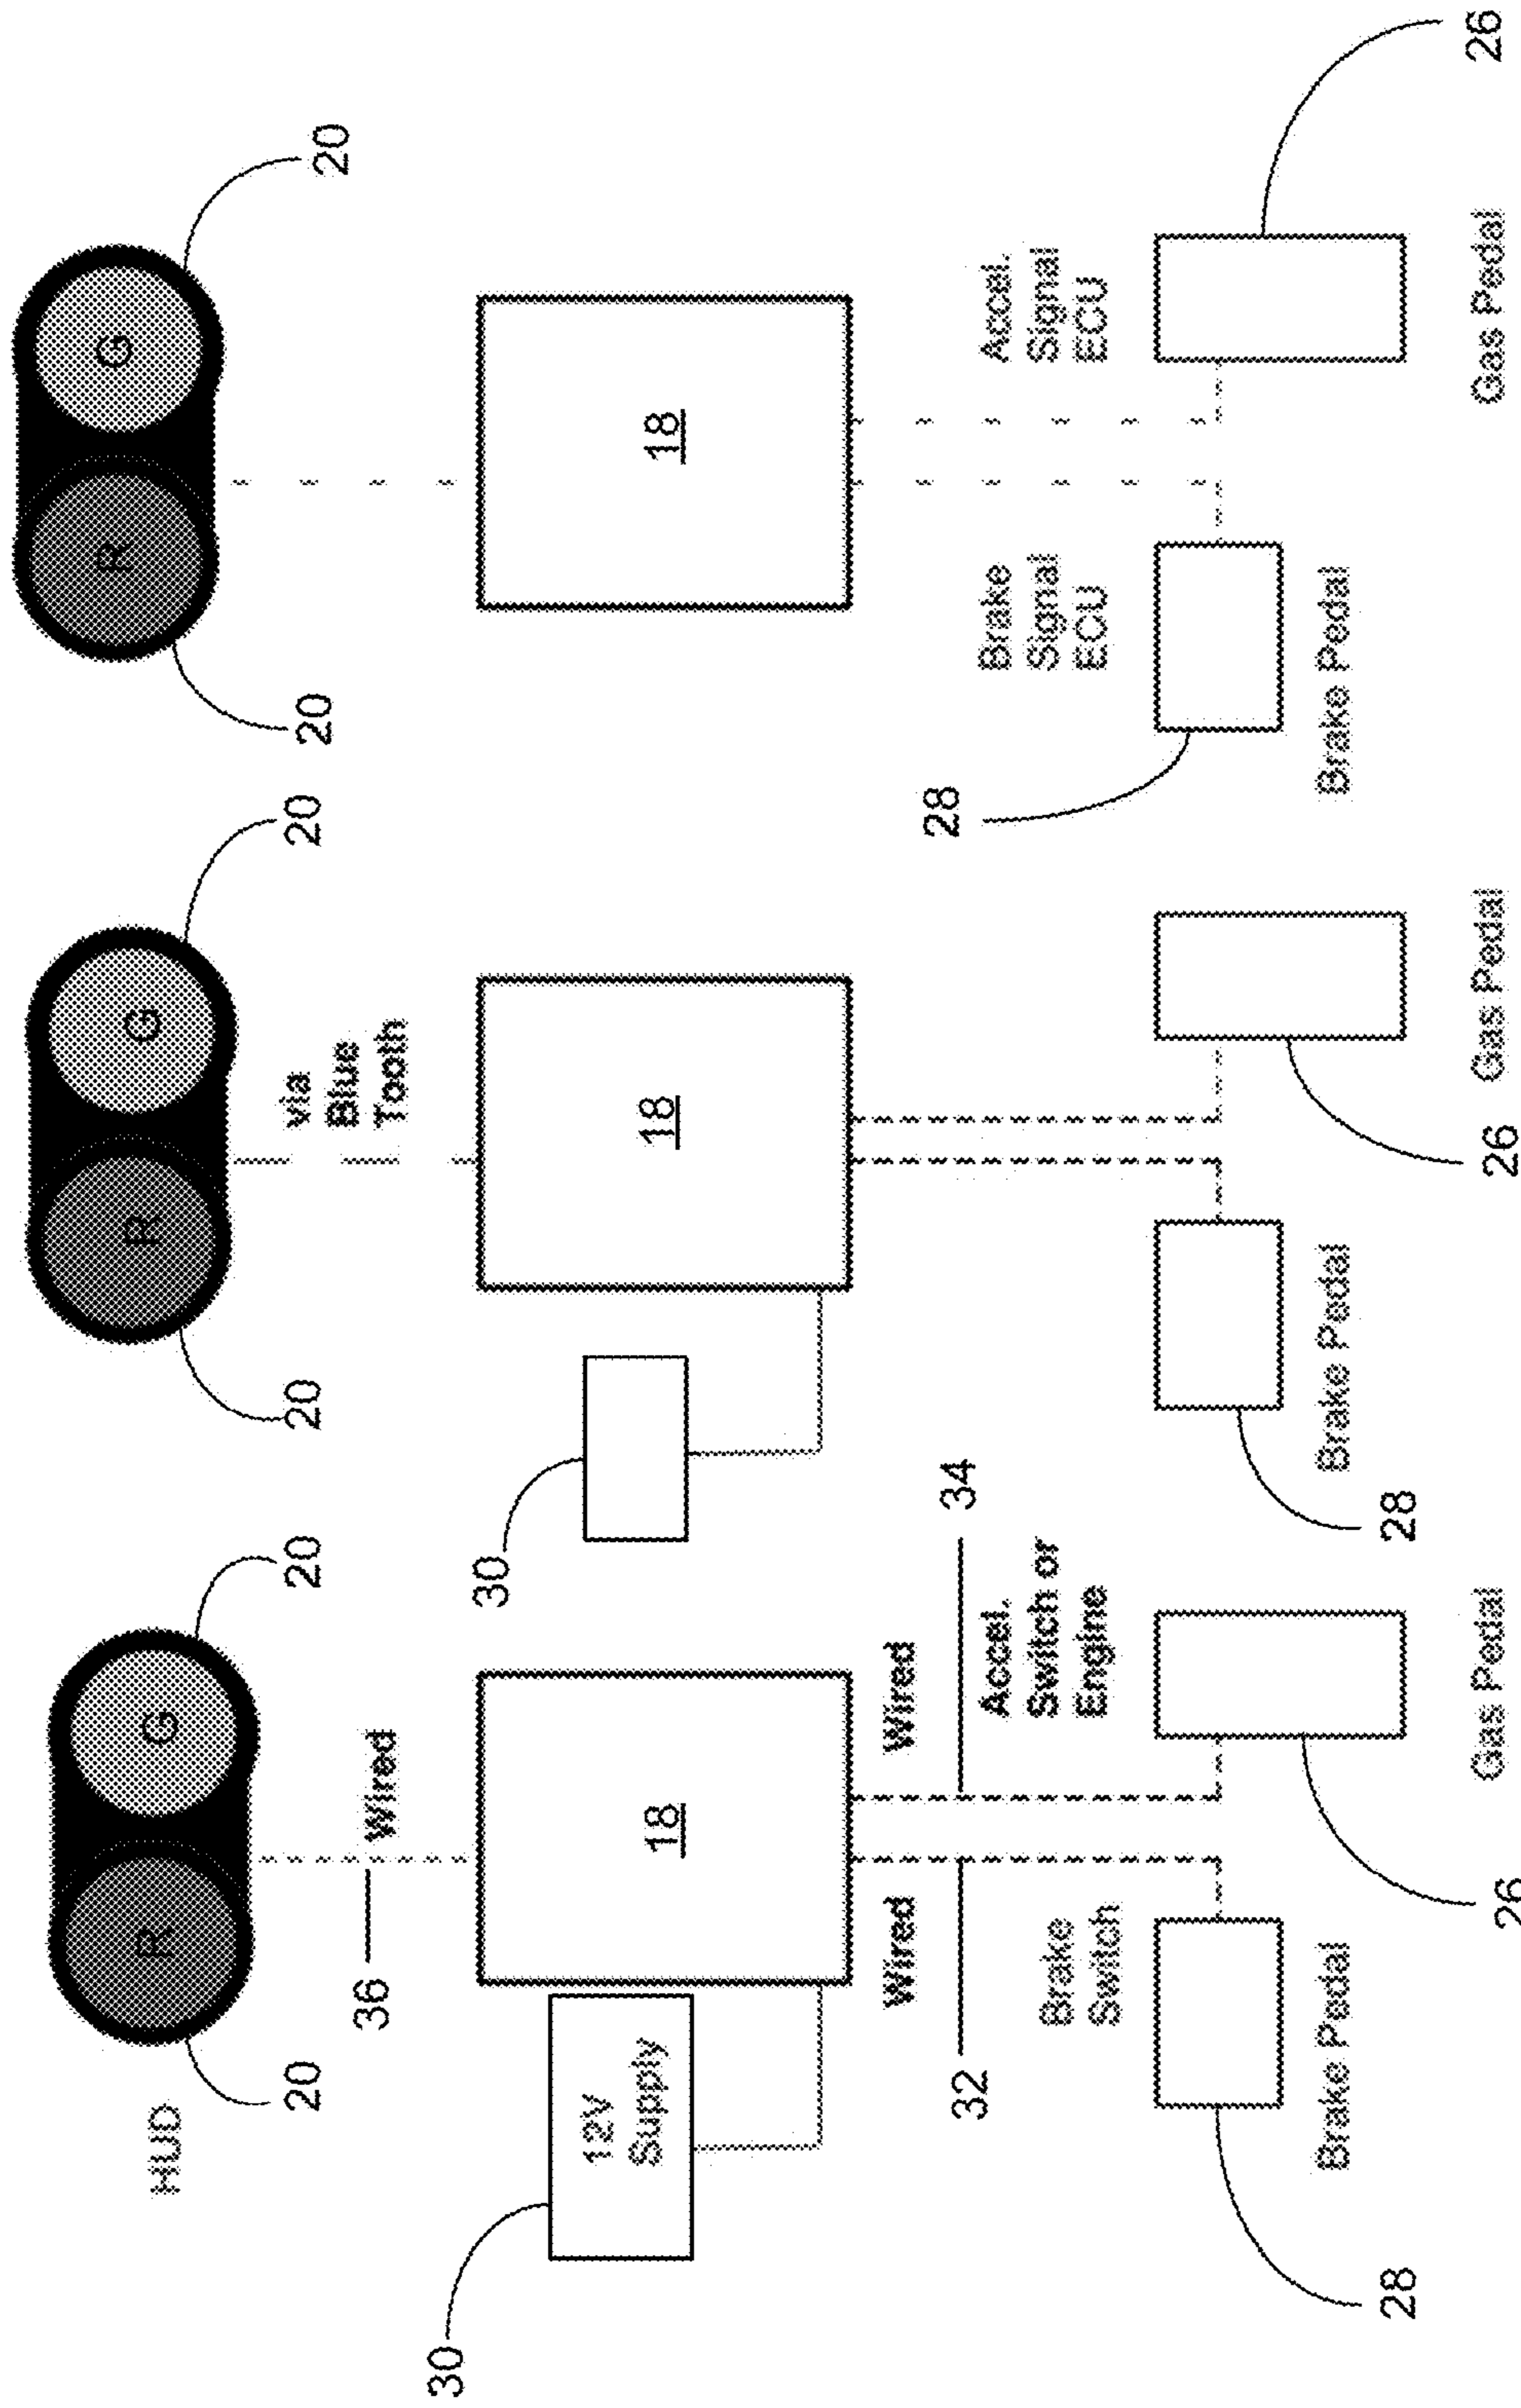 HUD
20
R
G
20
36
Wired
30
12V
Supply
18
Wired
Wired
32
34
Brake
Switch
Accel.
Switch or
Engine
28
Brake Pedal
26
Gas Pedal
20
R
G
20
via
Blue
Tooth
30
18
28
Brake Pedal
26
Gas Pedal
20
R
G
20
18
Brake
Signal
ECU
Accel.
Signal
ECU
28
Brake Pedal
26
Gas Pedal